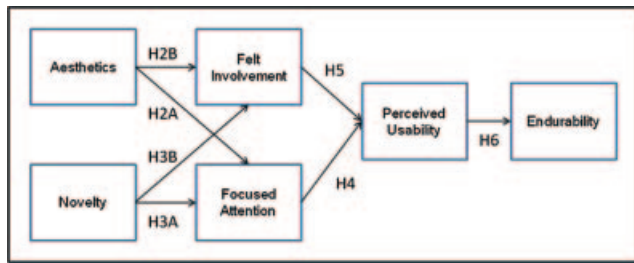 Aesthetics
H2B
Felt
Involvement
H5
H2A
Perceived
Usability
H6
Endurability
H3B
Novelty
H3A
Focused
Attention
H4